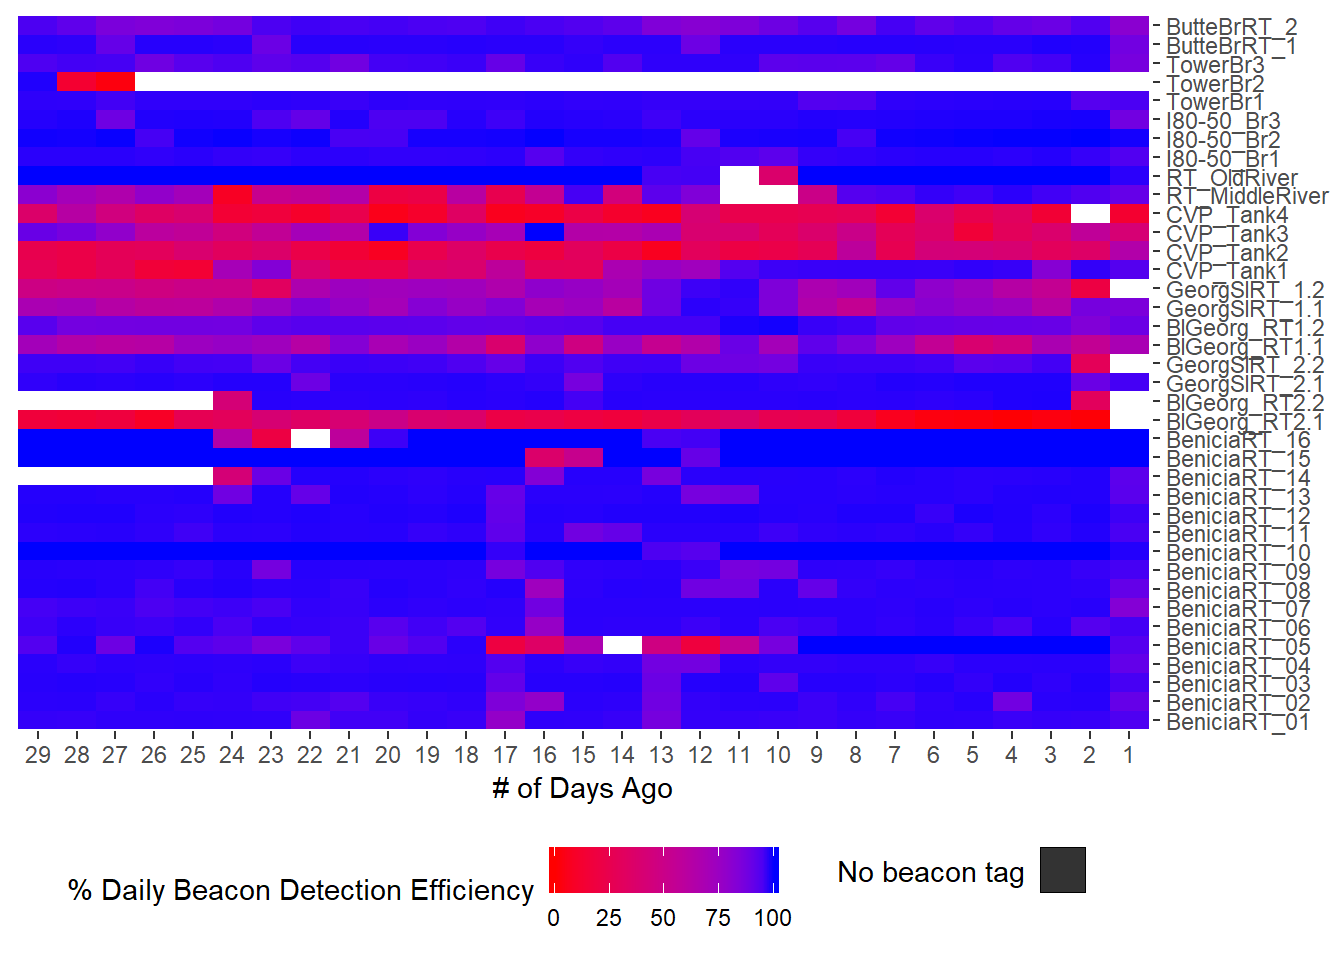 ButteBrRT_2
ButteBrRT_1
TowerBr3
TowerBr2
TowerBr1
I80-50_Br3
I80-50_Br2
I80-50_Br1
RT_OldRiver
RT_MiddleRiver
CVP_Tank4
CVP_Tank3
CVP_Tank2
CVP_Tank1
GeorgSlRT_1.2
GeorgSlRT_1.1
BlGeorg_RT1.2
BlGeorg_RT1.1
GeorgSlRT_2.2
GeorgSlRT_2.1
BlGeorg_RT2.2
BlGeorg_RT2.1
BeniciaRT_16
BeniciaRT_15
BeniciaRT_14
BeniciaRT_13
BeniciaRT_12
BeniciaRT_11
BeniciaRT_10
BeniciaRT_09
BeniciaRT_08
BeniciaRT_07
BeniciaRT_06
BeniciaRT_05
BeniciaRT_04
BeniciaRT_03
BeniciaRT_02
BeniciaRT_01
29 28 27 26 25 24 23 22 21 20 19 18 17 16 15 14 13 12 11 10 9 8 7 6 5 4 3 2 1
# of Days Ago
% Daily Beacon Detection Efficiency
0 25 50 75 100
No beacon tag